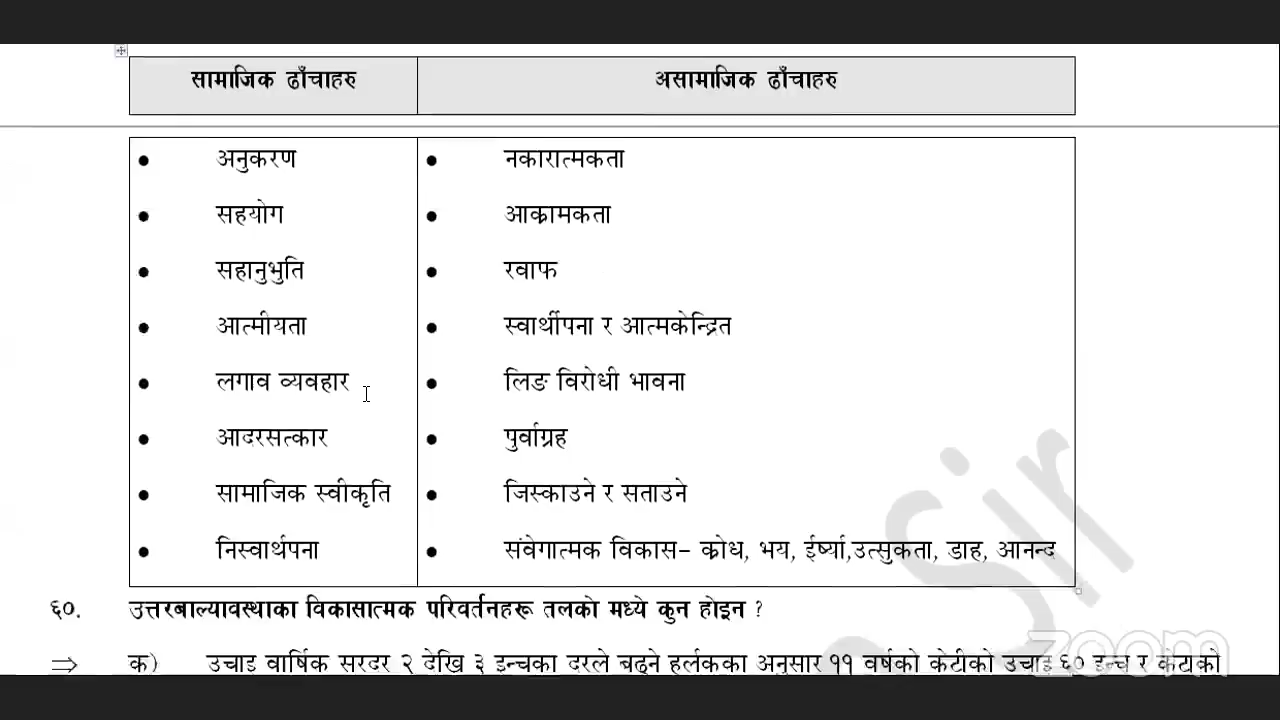 सामाजिक ढाँचाहरु असामाजिक ढाँचाहरु
अनुकरण नकारात्मकता
सहयोग आक्रामकता
सहानुभुति रवाफ
आत्मीयता स्वार्थीपना र आत्मकेन्द्रित
लगाव व्यवहार लिङ विरोधी भावना
आदरसत्कार पुर्वाग्रह
सामाजिक स्वीकृति जिस्काउने र सताउने
निस्वार्थपना संवेगात्मक विकास– क्रोध, भय, ईर्ष्या,उत्सुकता, डाह, आनन्द
६०. उत्तरबाल्यावस्थाका विकासात्मक परिवर्तनहरू तलको मध्ये कुन होइन ?
⇒ क) उचाइ वार्षिक सरदर २ देखि ३ इन्चका दरले बढ्ने हर्लकका अनुसार ११ वर्षको केटीको उचाइ ६० इन्च र केटाको
Sir
zoom